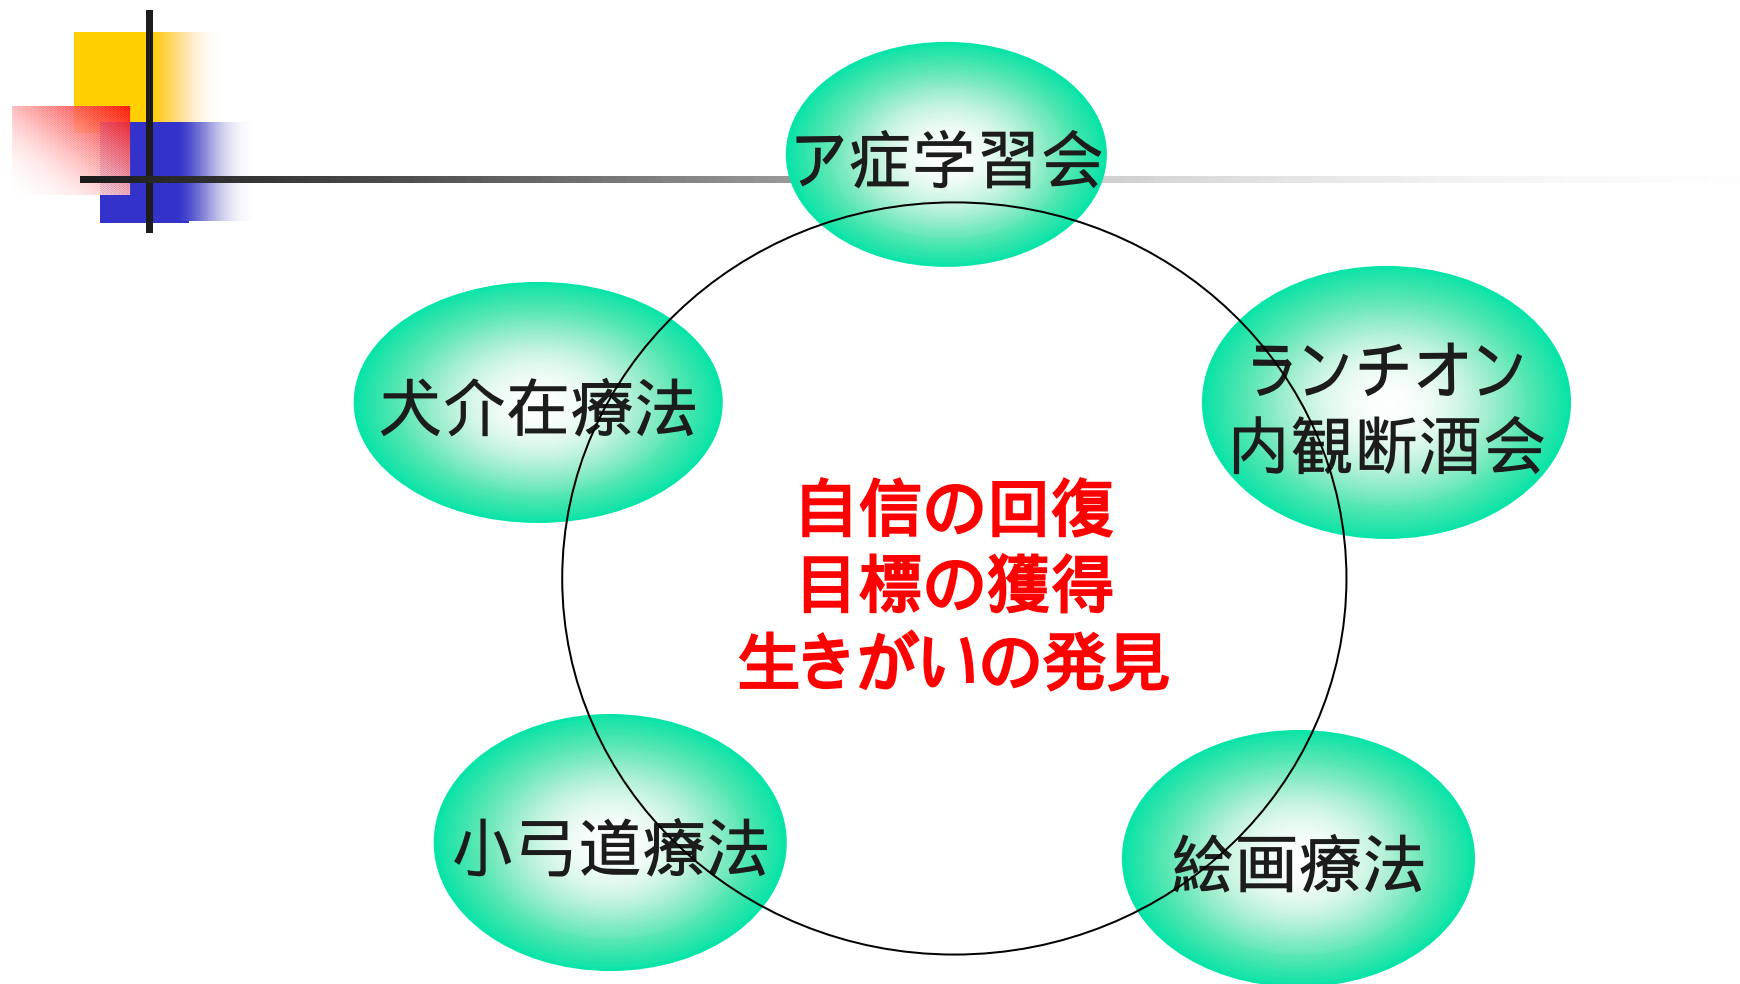 ア症学習会
ランチオン
内観断酒会
犬介在療法
自信の回復
目標の獲得
生きがいの発見
小弓道療法
絵画療法